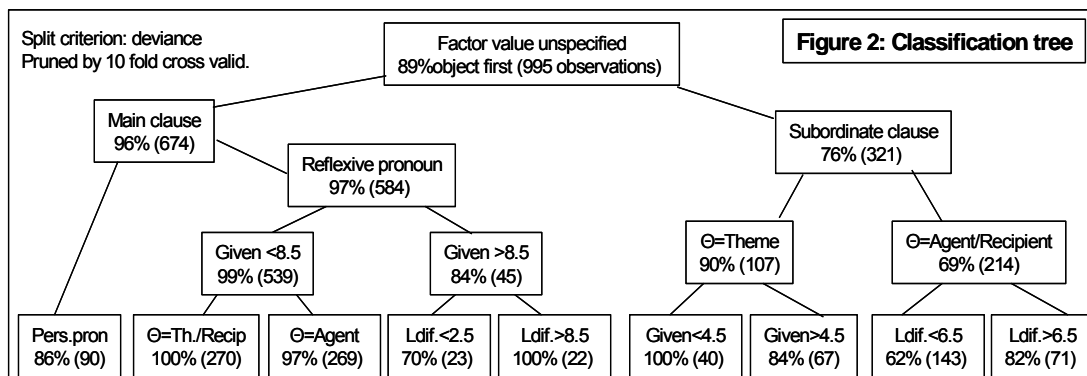 Split criterion: deviance
Pruned by 10 fold cross valid.
Factor value unspecified
89%object first (995 observations)
Figure 2: Classification tree
Main clause
96% (674)
Subordinate clause
76% (321)
Reflexive pronoun
97% (584)
Given <8.5
99% (539)
Given >8.5
84% (45)
Θ=Theme
90% (107)
Θ=Agent/Recipient
69% (214)
Pers.pron
86% (90)
Θ=Th./Recip
100% (270)
Θ=Agent
97% (269)
Ldif.<2.5
70% (23)
Ldif.>8.5
100% (22)
Given<4.5
100% (40)
Given>4.5
84% (67)
Ldif.<6.5
62% (143)
Ldif.>6.5
82% (71)